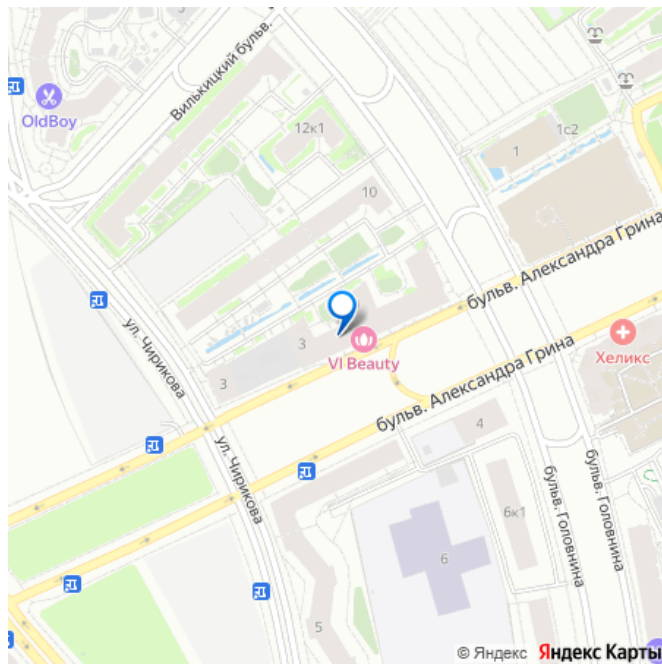 Вилькицкий бульв.
OldBoy
12к1
1с2
1
10
бульв. Александра Грина
ул. Чирикова
3
VI Beauty
3
Хеликс
бульв. Александра Грина
4
ул. Чирикова
бульв. Головнина
бульв. Головнина
6к1
6
5
© Яндекс Яндекс Карты